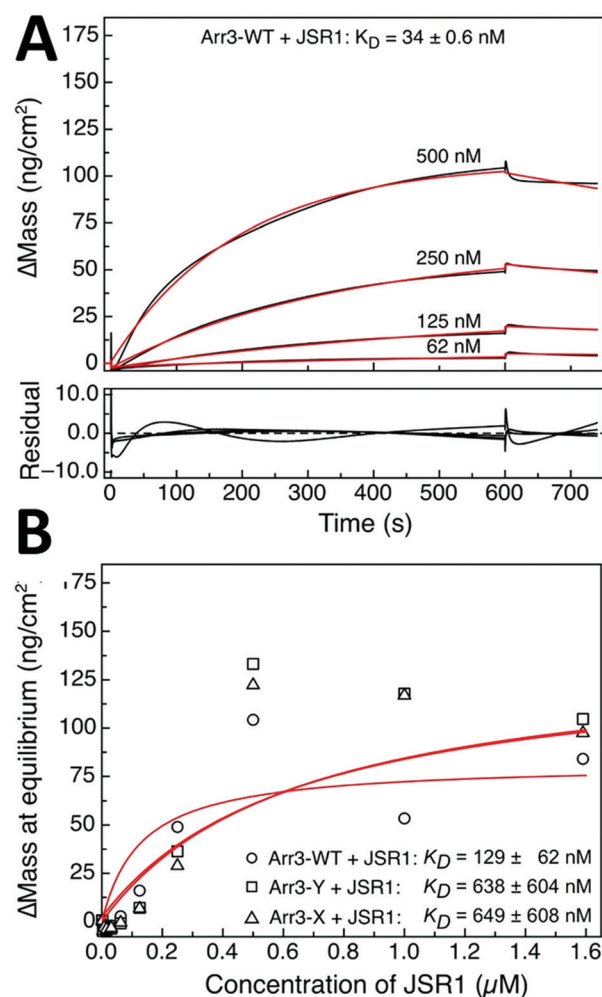 A
Arr3-WT + JSR1: KD = 34 ± 0.6 nM
175
150
125
100
75
50
25
0
ΔMass (ng/cm²)
500 nM
250 nM
125 nM
62 nM
10.0
0.0
−10.0
Residual
0 100 200 300 400 500 600 700
Time (s)
B
175
150
125
100
75
50
25
0
ΔMass at equilibrium (ng/cm²)
Arr3-WT + JSR1: KD = 129 ± 62 nM
Arr3-Y + JSR1: KD = 638 ± 604 nM
Arr3-X + JSR1: KD = 649 ± 608 nM
0.0 0.2 0.4 0.6 0.8 1.0 1.2 1.4 1.6
Concentration of JSR1 (μM)